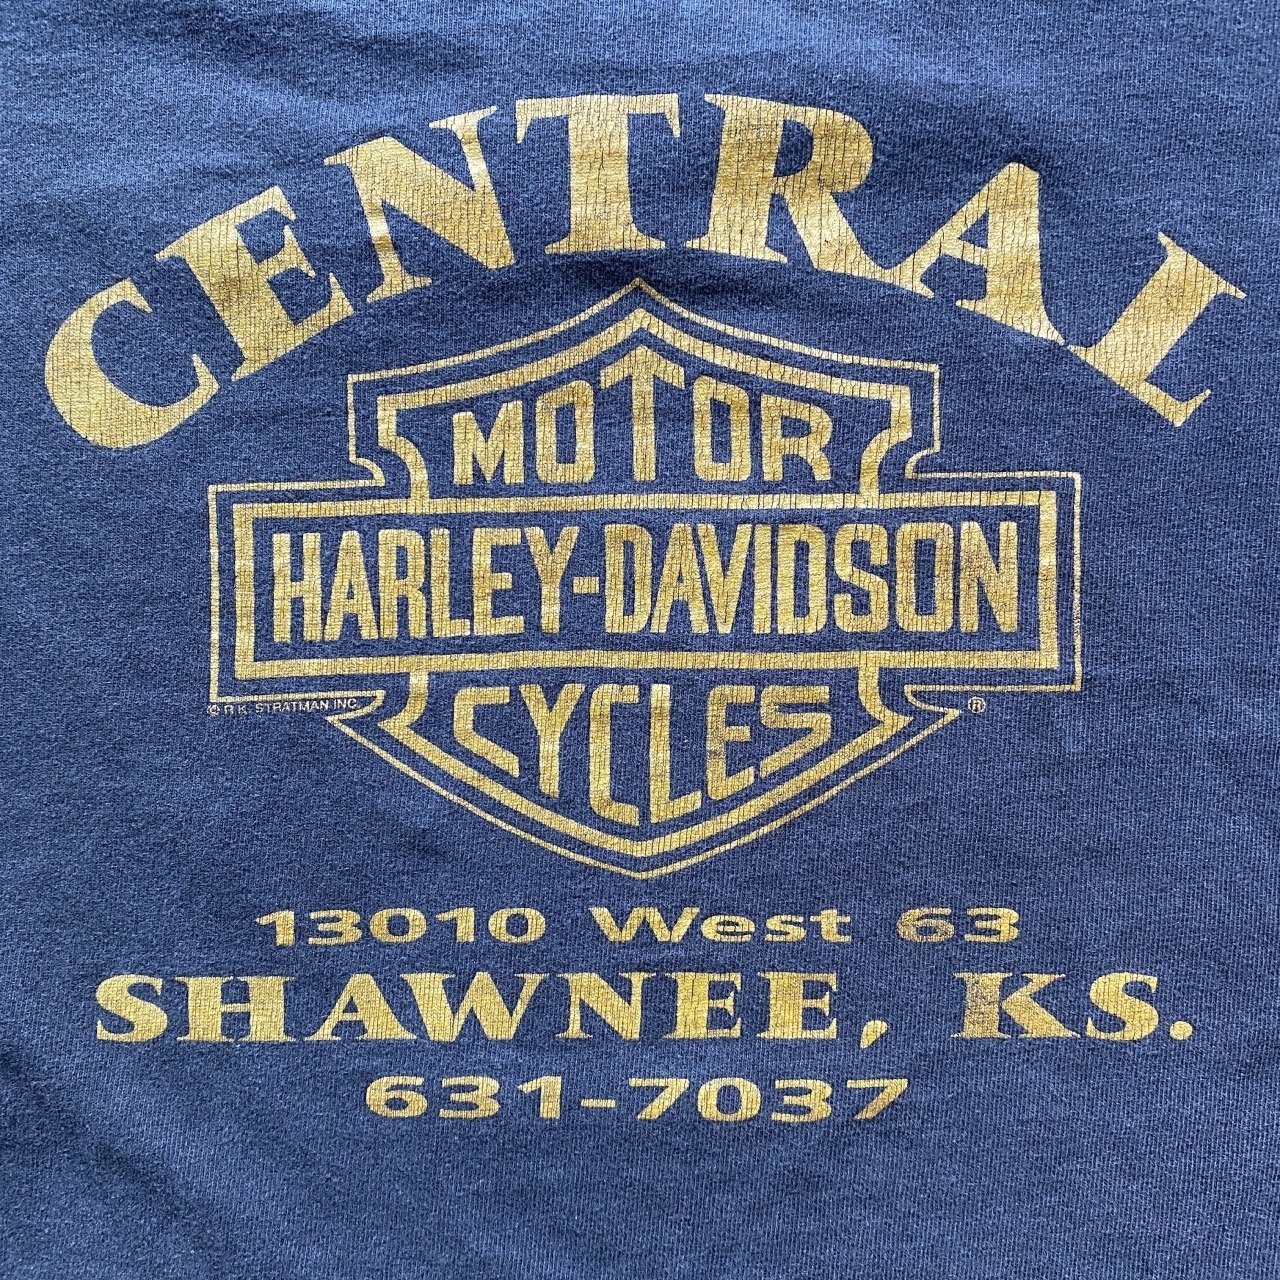 CENTRAL
MOTOR
HARLEY-DAVIDSON
CYCLES
© R.K. STRATMAN INC. ®
13010 West 63
SHAWNEE, KS.
631-7037